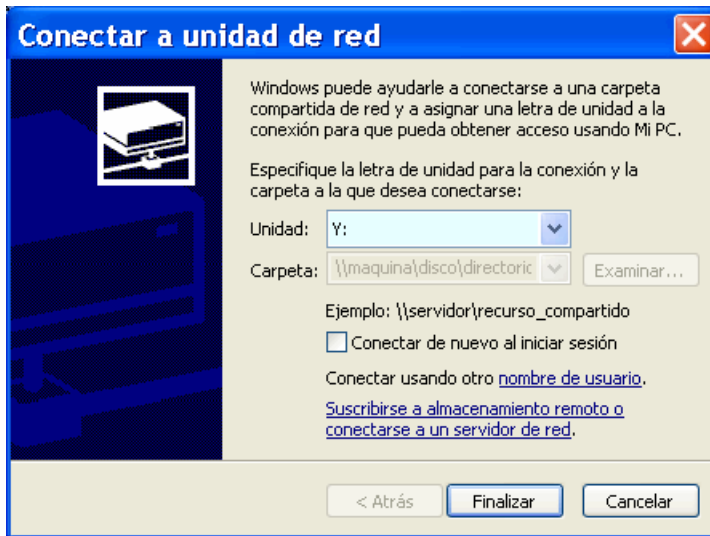 Conectar a unidad de red
Windows puede ayudarle a conectarse a una carpeta
compartida de red y a asignar una letra de unidad a la
conexión para que pueda obtener acceso usando Mi PC.
Especifique la letra de unidad para la conexión y la
carpeta a la que desea conectarse:
Unidad: Y:
Carpeta: \\maquina\disco\directoric Examinar...
Ejemplo: \\servidor\recurso_compartido
Conectar de nuevo al iniciar sesión
Conectar usando otro nombre de usuario.
Suscribirse a almacenamiento remoto o
conectarse a un servidor de red.
< Atrás Finalizar Cancelar